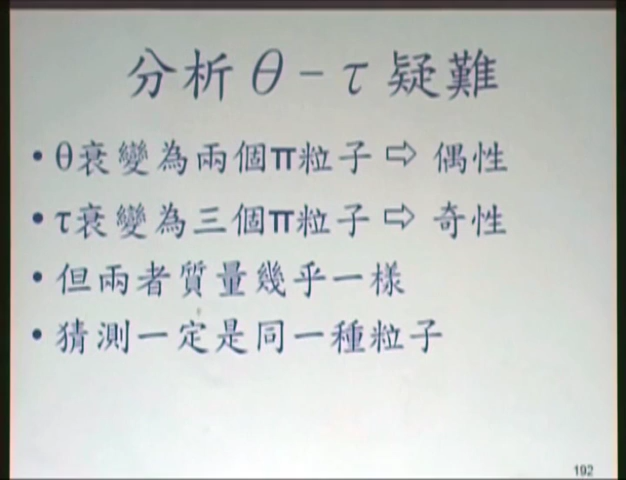 分析 θ - τ 疑難
• θ衰變為兩個π粒子 ⇨ 偶性
• τ衰變為三個π粒子 ⇨ 奇性
• 但兩者質量幾乎一樣
• 猜測一定是同一種粒子
192